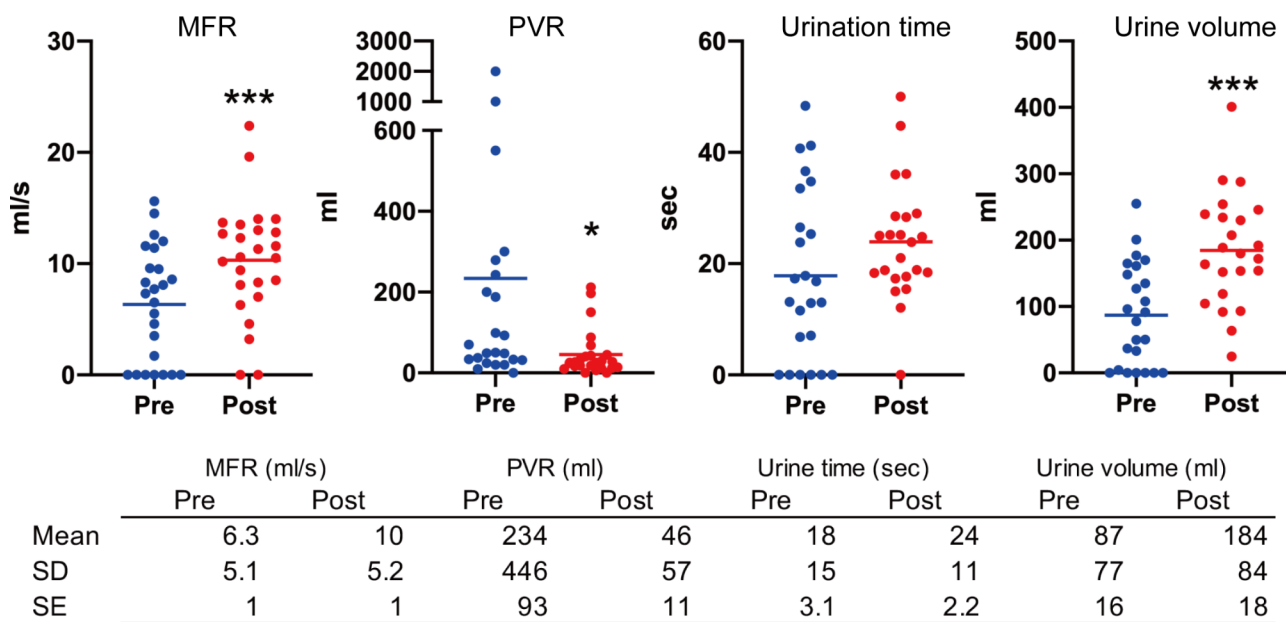 MFR PVR Urination time Urine volume
30 3000 60 500
2000
1000 400
*** ***
20 600 40
300
ml/s ml sec ml
400
* 200
10 20
200
100
0 0 0 0
Pre Post Pre Post Pre Post Pre Post
MFR (ml/s) PVR (ml) Urine time (sec) Urine volume (ml)
Pre Post Pre Post Pre Post Pre Post
Mean 6.3 10 234 46 18 24 87 184
SD 5.1 5.2 446 57 15 11 77 84
SE 1 1 93 11 3.1 2.2 16 18